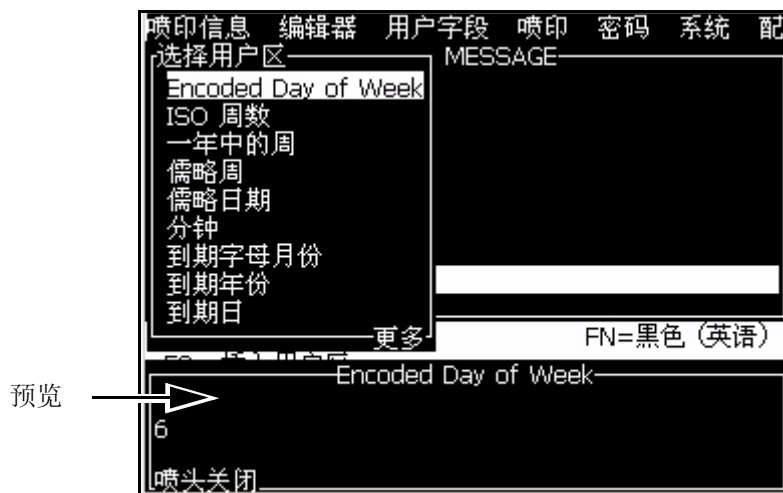 喷印信息 编辑器 用户字段 喷印 密码 系统 配
选择用户区
MESSAGE
Encoded Day of Week
ISO 周数
一年中的周
儒略周
儒略日期
分钟
到期字母月份
到期年份
到期日
更多
FN=黑色 (英语)
Encoded Day of Week
预览
6
喷头关闭